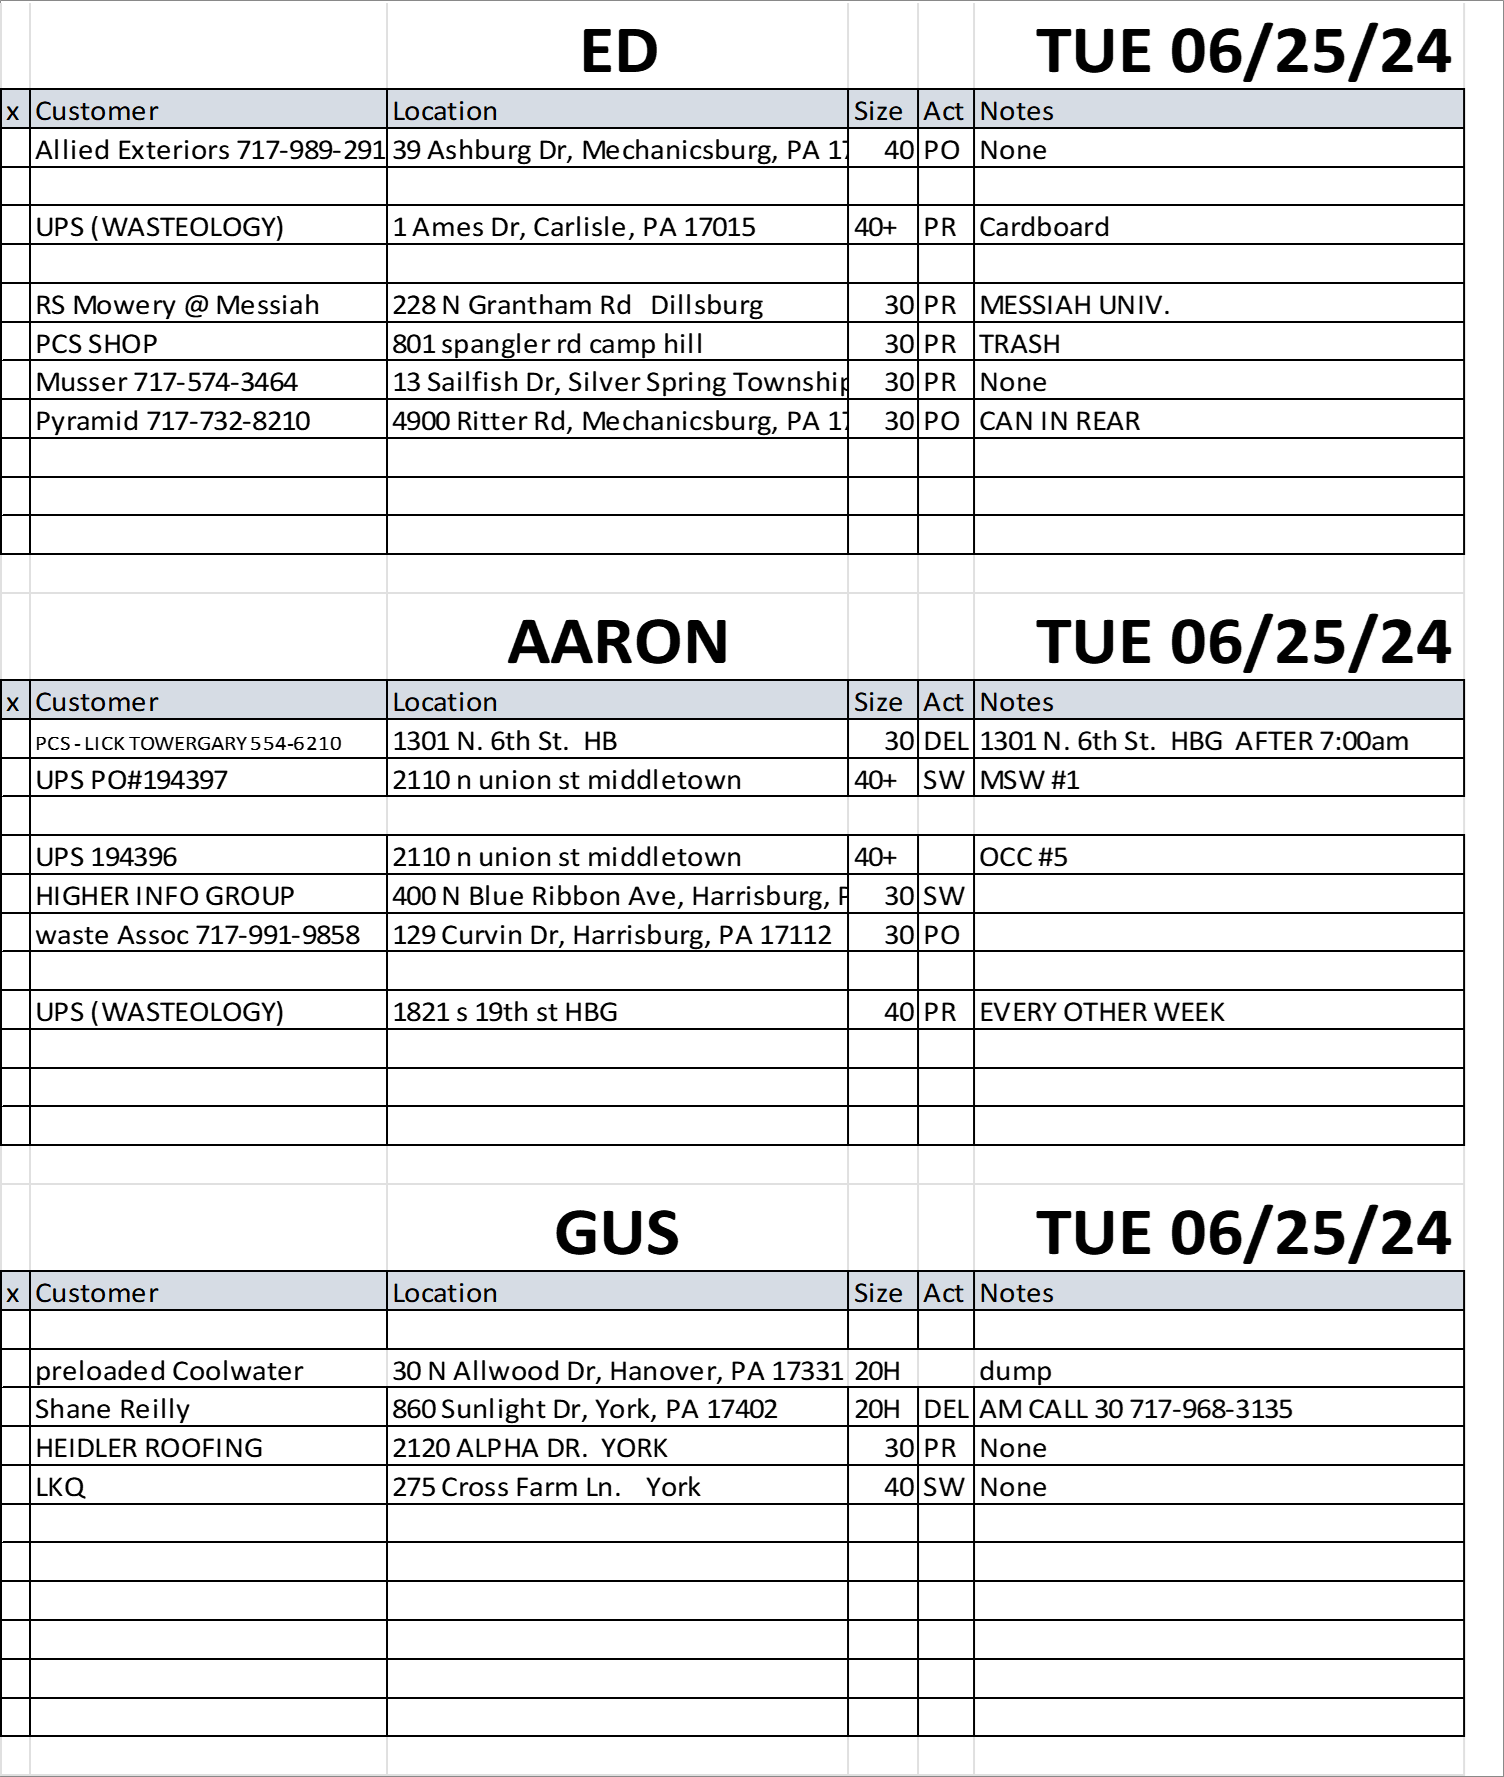 ED TUE 06/25/24
x Customer Location Size Act Notes
Allied Exteriors 717-989-291 39 Ashburg Dr, Mechanicsburg, PA 17 40 PO None
UPS (WASTEOLOGY) 1 Ames Dr, Carlisle, PA 17015 40+ PR Cardboard
RS Mowery @ Messiah 228 N Grantham Rd Dillsburg 30 PR MESSIAH UNIV.
PCS SHOP 801 spangler rd camp hill 30 PR TRASH
Musser 717-574-3464 13 Sailfish Dr, Silver Spring Township 30 PR None
Pyramid 717-732-8210 4900 Ritter Rd, Mechanicsburg, PA 17 30 PO CAN IN REAR
AARON TUE 06/25/24
x Customer Location Size Act Notes
PCS - LICK TOWERGARY 554-6210 1301 N. 6th St. HB 30 DEL 1301 N. 6th St. HBG AFTER 7:00am
UPS PO#194397 2110 n union st middletown 40+ SW MSW #1
UPS 194396 2110 n union st middletown 40+ OCC #5
HIGHER INFO GROUP 400 N Blue Ribbon Ave, Harrisburg, P 30 SW
waste Assoc 717-991-9858 129 Curvin Dr, Harrisburg, PA 17112 30 PO
UPS (WASTEOLOGY) 1821 s 19th st HBG 40 PR EVERY OTHER WEEK
GUS TUE 06/25/24
x Customer Location Size Act Notes
preloaded Coolwater 30 N Allwood Dr, Hanover, PA 17331 20H dump
Shane Reilly 860 Sunlight Dr, York, PA 17402 20H DEL AM CALL 30 717-968-3135
HEIDLER ROOFING 2120 ALPHA DR. YORK 30 PR None
LKQ 275 Cross Farm Ln. York 40 SW None